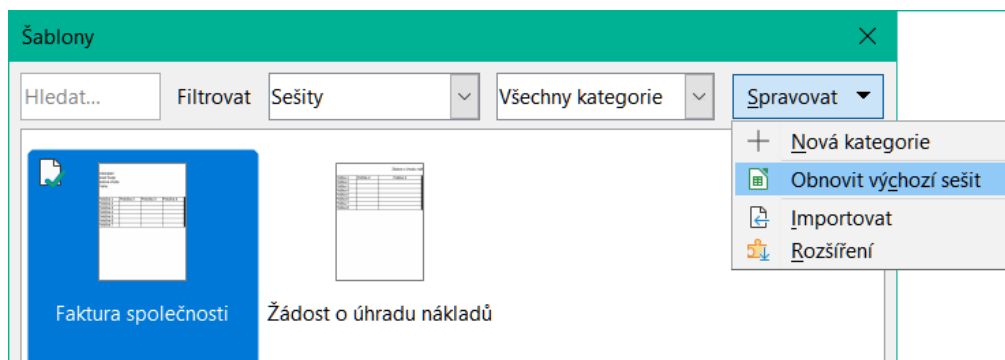 Šablony
Hledat...
Filtrovat
Sešity
Všechny kategorie
Spravovat
Nová kategorie
Obnovit výchozí sešit
Importovat
Rozšíření
Faktura společnosti
Žádost o úhradu nákladů